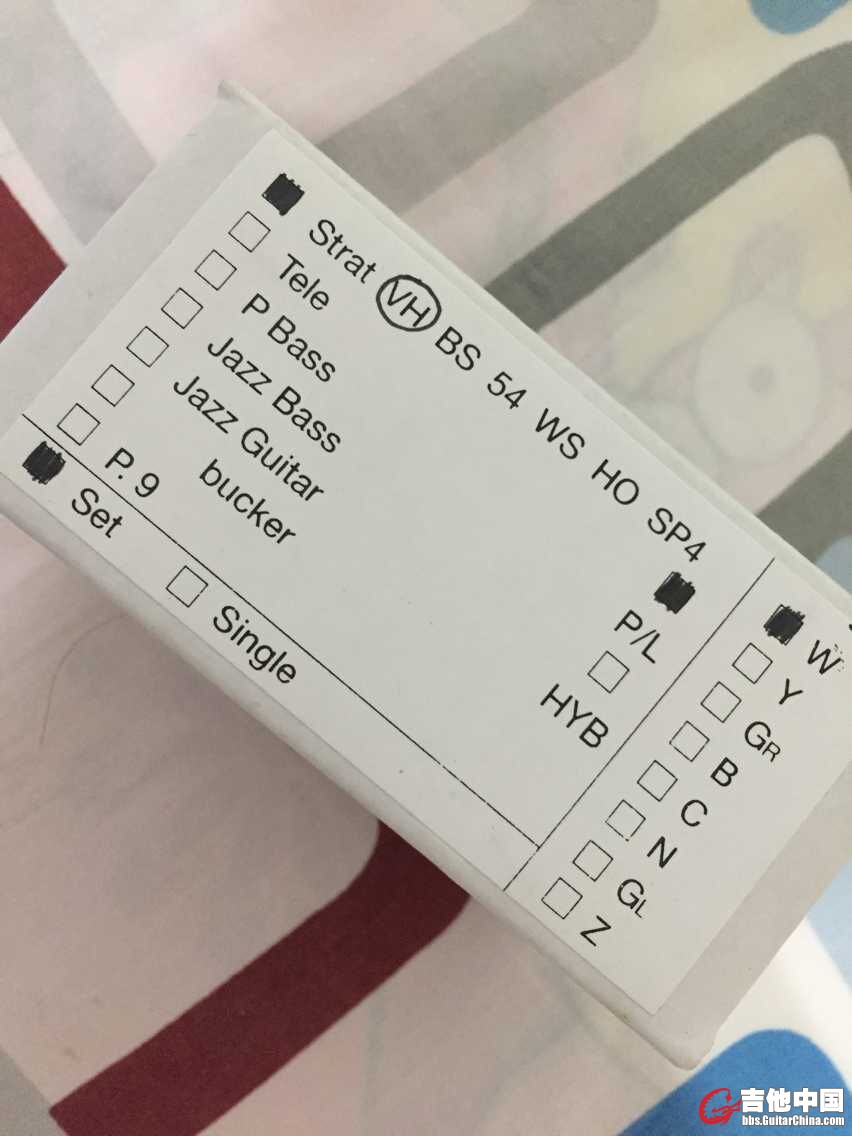 Strat VH BS 54 WS HO SP4
Tele
P Bass
Jazz Bass
Jazz Guitar
bucker
P. 9
Set
Single
P/L
HYB
W
Y
GR
B
C
N
GL
Z
吉他中国
bbs.GuitarChina.com